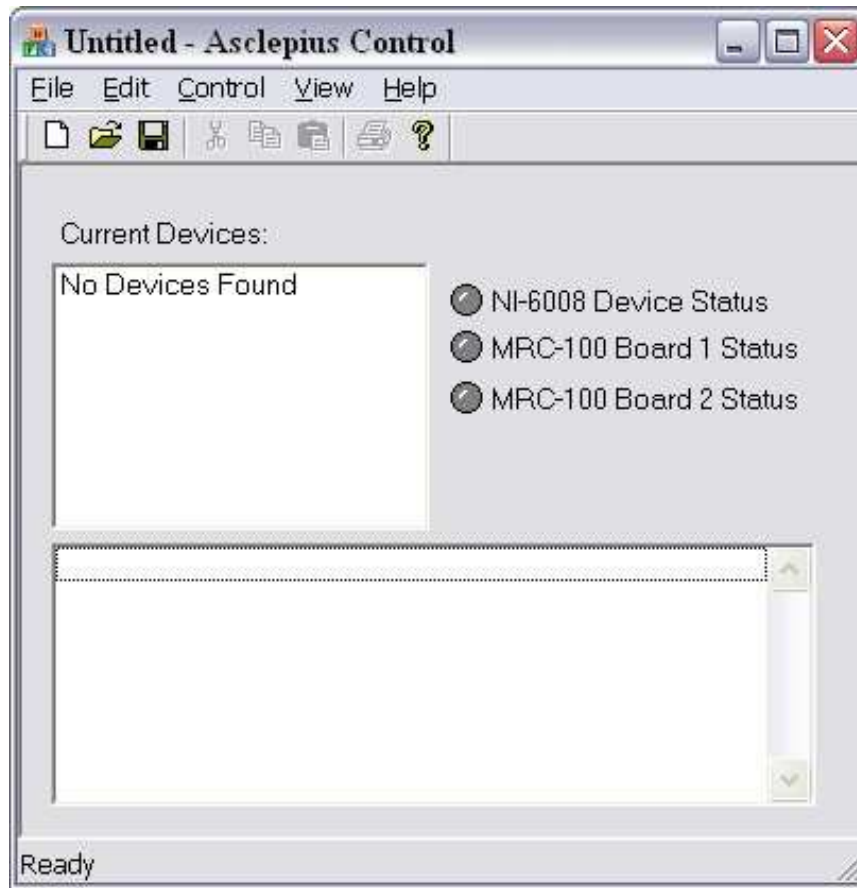 Untitled - Asclepius Control
File Edit Control View Help
Current Devices:
No Devices Found
NI-6008 Device Status
MRC-100 Board 1 Status
MRC-100 Board 2 Status
Ready